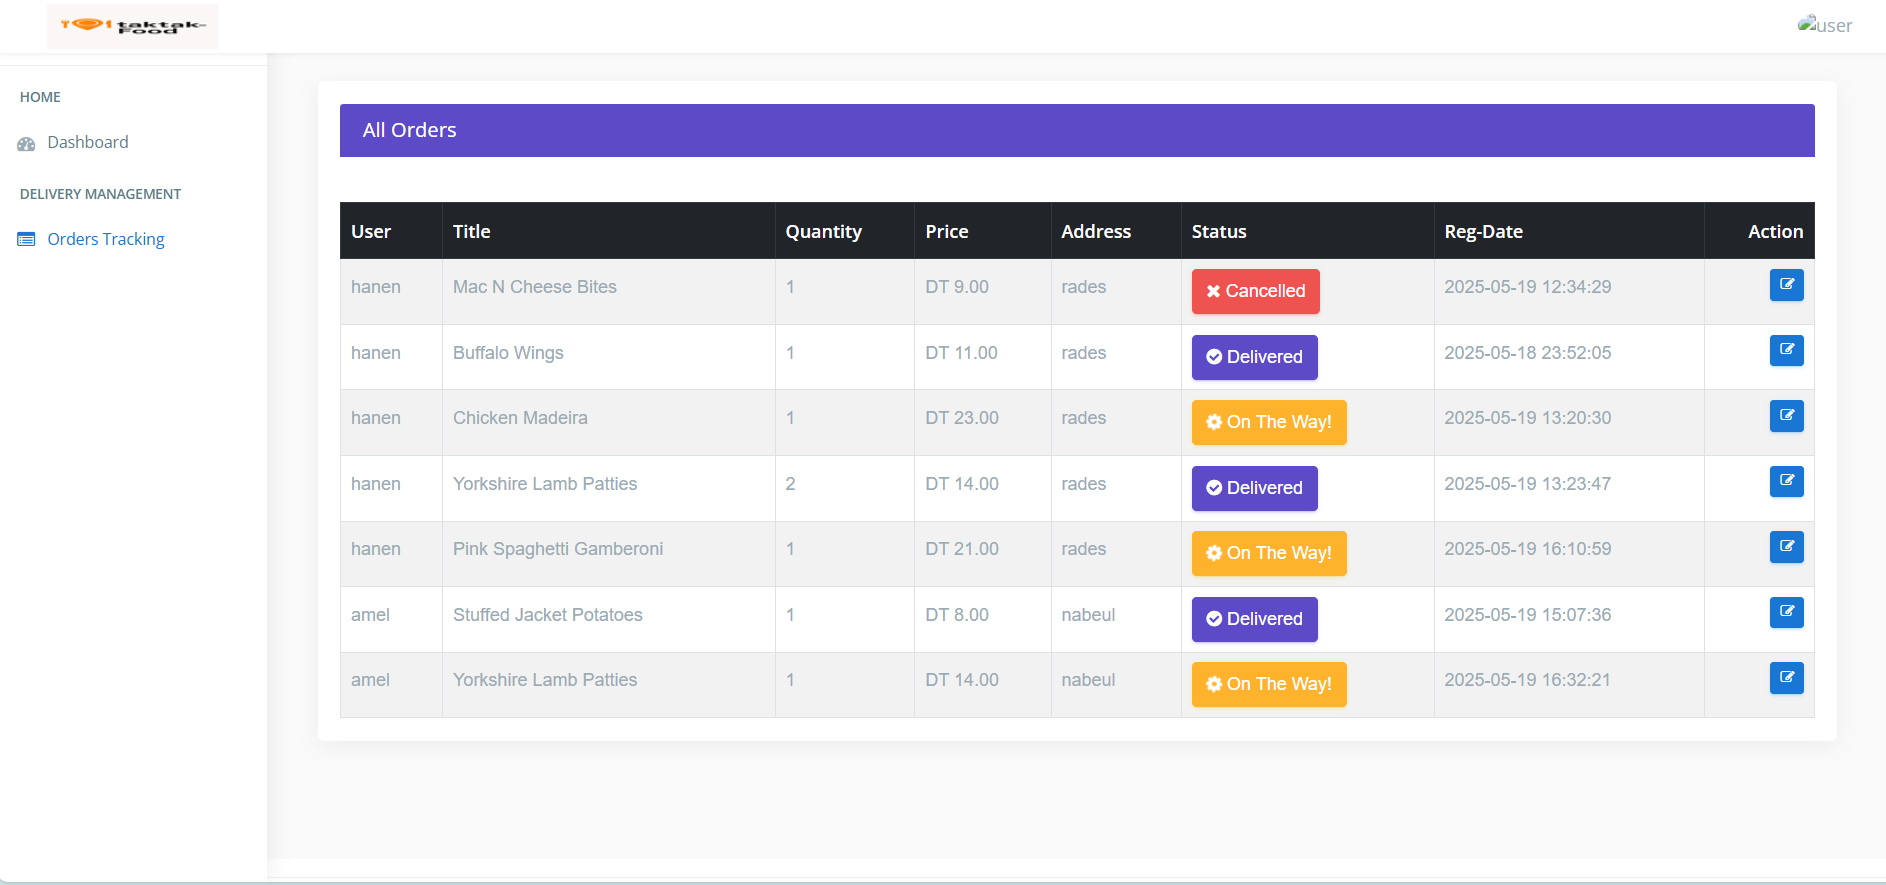 taktak-
Food
user
HOME
Dashboard
DELIVERY MANAGEMENT
Orders Tracking
All Orders
User Title Quantity Price Address Status Reg-Date Action
hanen Mac N Cheese Bites 1 DT 9.00 rades Cancelled 2025-05-19 12:34:29
hanen Buffalo Wings 1 DT 11.00 rades Delivered 2025-05-18 23:52:05
hanen Chicken Madeira 1 DT 23.00 rades On The Way! 2025-05-19 13:20:30
hanen Yorkshire Lamb Patties 2 DT 14.00 rades Delivered 2025-05-19 13:23:47
hanen Pink Spaghetti Gamberoni 1 DT 21.00 rades On The Way! 2025-05-19 16:10:59
amel Stuffed Jacket Potatoes 1 DT 8.00 nabeul Delivered 2025-05-19 15:07:36
amel Yorkshire Lamb Patties 1 DT 14.00 nabeul On The Way! 2025-05-19 16:32:21